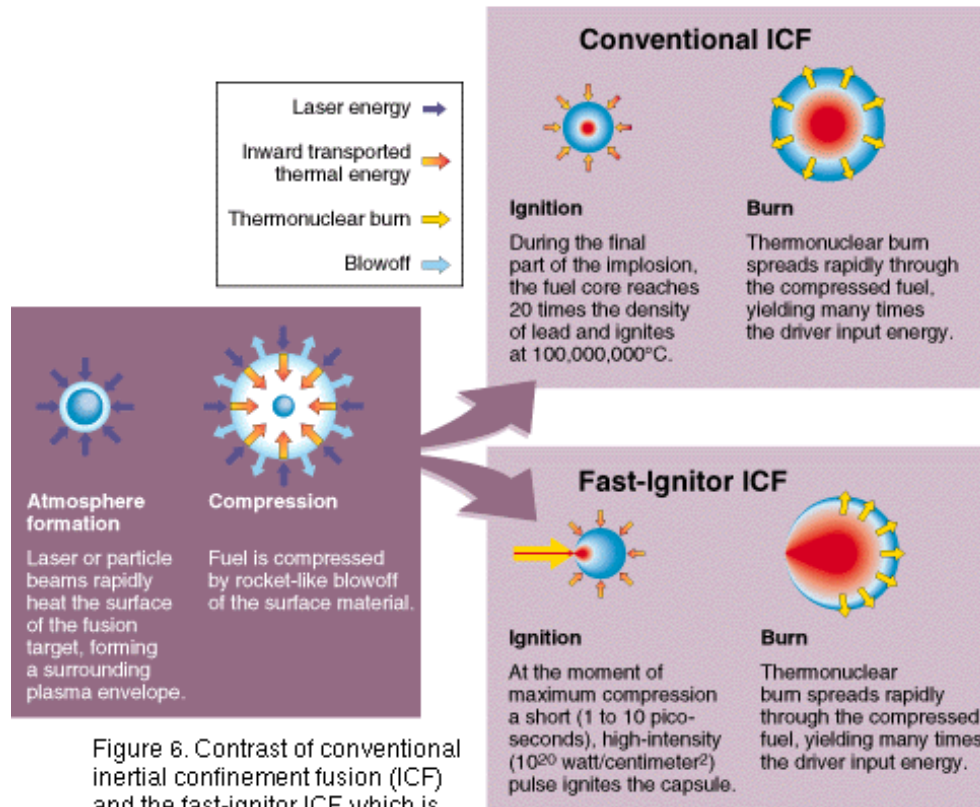 Conventional ICF
Laser energy
Inward transported
thermal energy
Thermonuclear burn
Blowoff
Ignition
During the final
part of the implosion,
the fuel core reaches
20 times the density
of lead and ignites
at 100,000,000°C.
Burn
Thermonuclear burn
spreads rapidly through
the compressed fuel,
yielding many times
the driver input energy.
Atmosphere
formation
Laser or particle
beams rapidly
heat the surface
of the fusion
target, forming
a surrounding
plasma envelope.
Compression
Fuel is compressed
by rocket-like blowoff
of the surface material.
Fast-Ignitor ICF
Ignition
At the moment of
maximum compression
a short (1 to 10 pico-
seconds), high-intensity
(10²⁰ watt/centimeter²)
pulse ignites the capsule.
Burn
Thermonuclear
burn spreads rapidly
through the compressed
fuel, yielding many times
the driver input energy.
Figure 6. Contrast of conventional
inertial confinement fusion (ICF)
and the fast-ignitor ICF which is